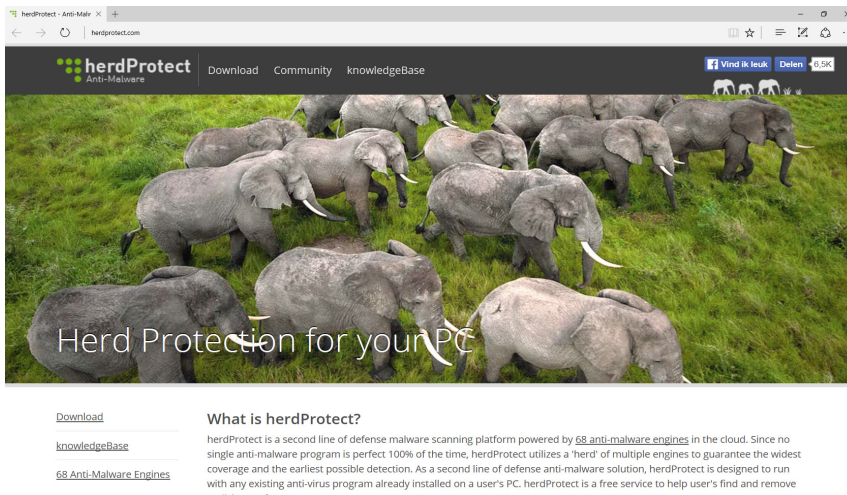 herdProtect - Anti-Malw
herdprotect.com
herdProtect
Anti-Malware
Download Community knowledgeBase
Vind ik leuk Delen 6,5K
Herd Protection for your PC
Download
knowledgeBase
68 Anti-Malware Engines
What is herdProtect?
herdProtect is a second line of defense malware scanning platform powered by 68 anti-malware engines in the cloud. Since no
single anti-malware program is perfect 100% of the time, herdProtect utilizes a 'herd' of multiple engines to guarantee the widest
coverage and the earliest possible detection. As a second line of defense anti-malware solution, herdProtect is designed to run
with any existing anti-virus program already installed on a user's PC. herdProtect is a free service to help user's find and remove